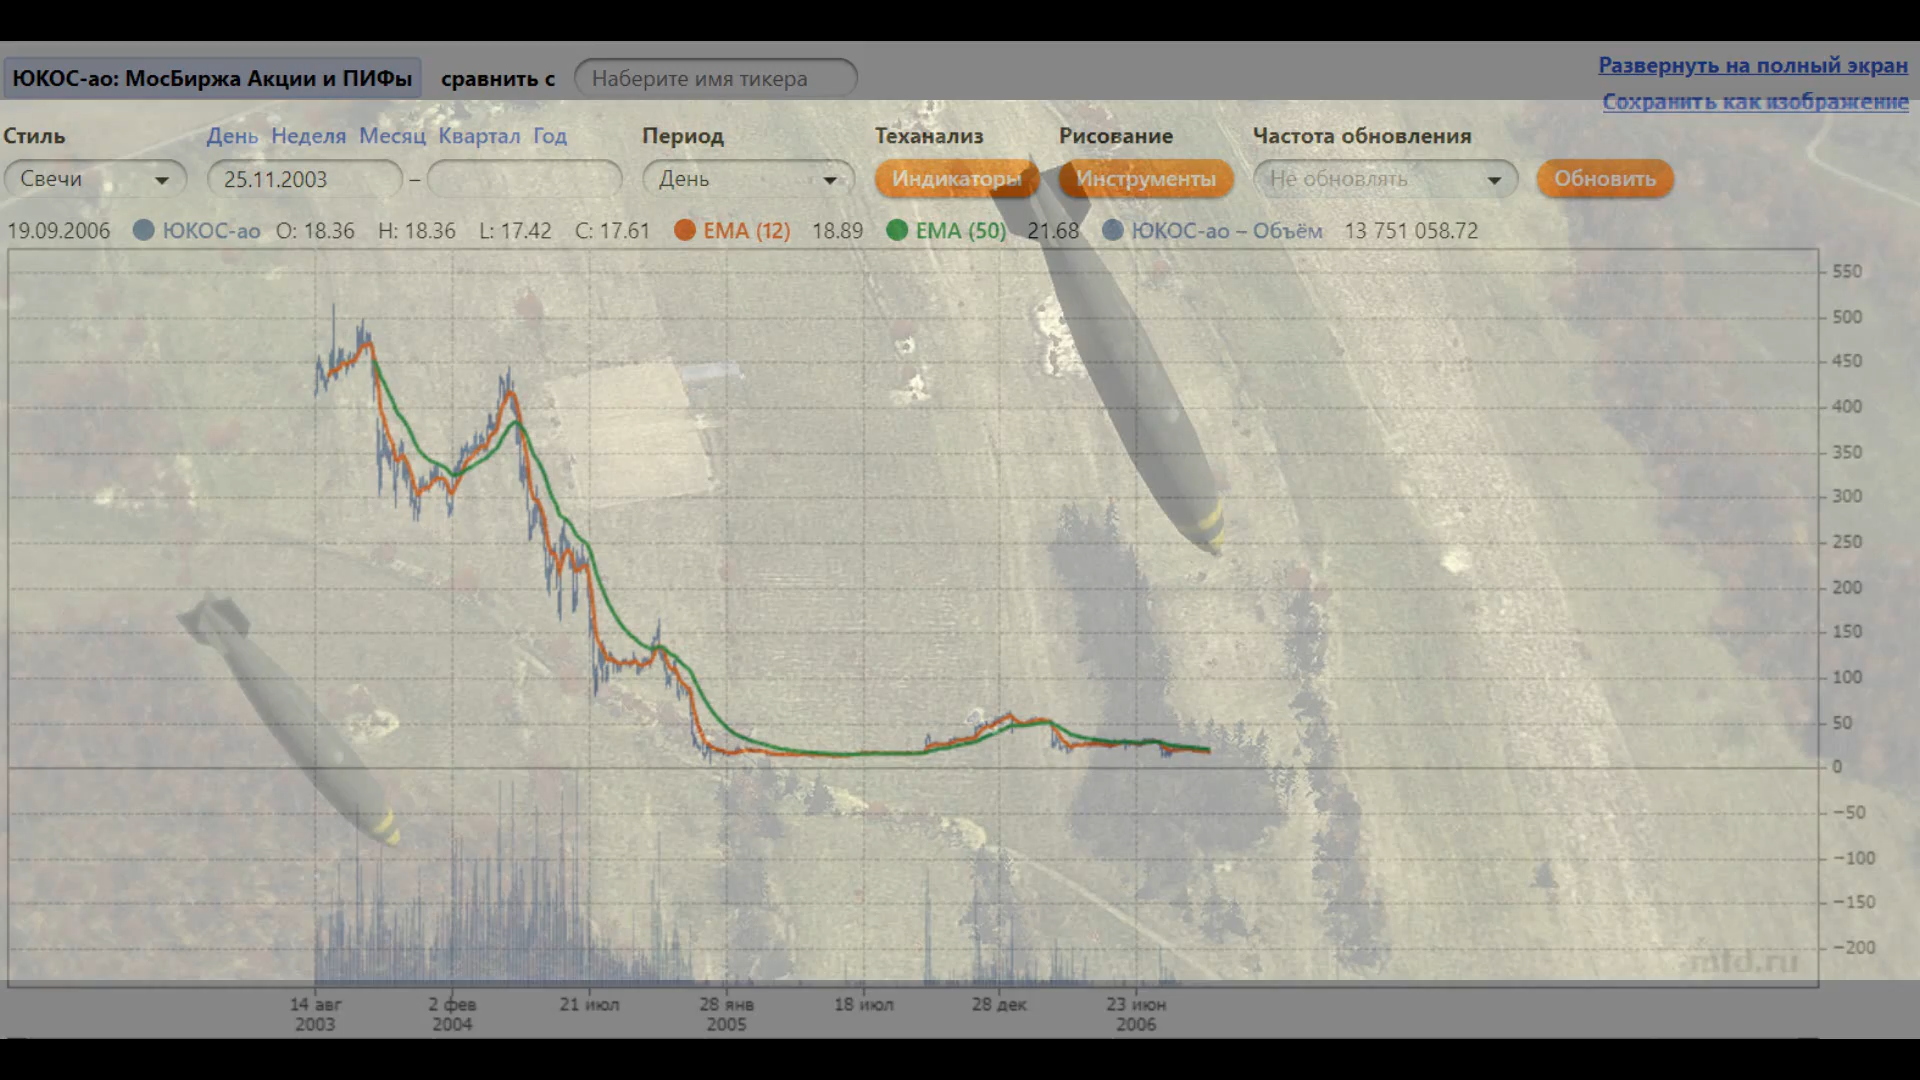 ЮКОС-ао: МосБиржа Акции и ПИФы сравнить с Наберите имя тикера Развернуть на полный экран
Сохранить как изображение
Стиль День Неделя Месяц Квартал Год Период Теханализ Рисование Частота обновления
Свечи 25.11.2003 – День Индикаторы Инструменты Не обновлять Обновить
19.09.2006 ЮКОС-ао O: 18.36 H: 18.36 L: 17.42 C: 17.61 EMA (12) 18.89 EMA (50) 21.68 ЮКОС-ао – Объём 13 751 058.72
550
500
450
400
350
300
250
200
150
100
50
0
−50
−100
−150
−200
mfd.ru
14 авг 2 фев 21 июл 28 янв 18 июл 28 дек 23 июн
2003 2004 2005 2006